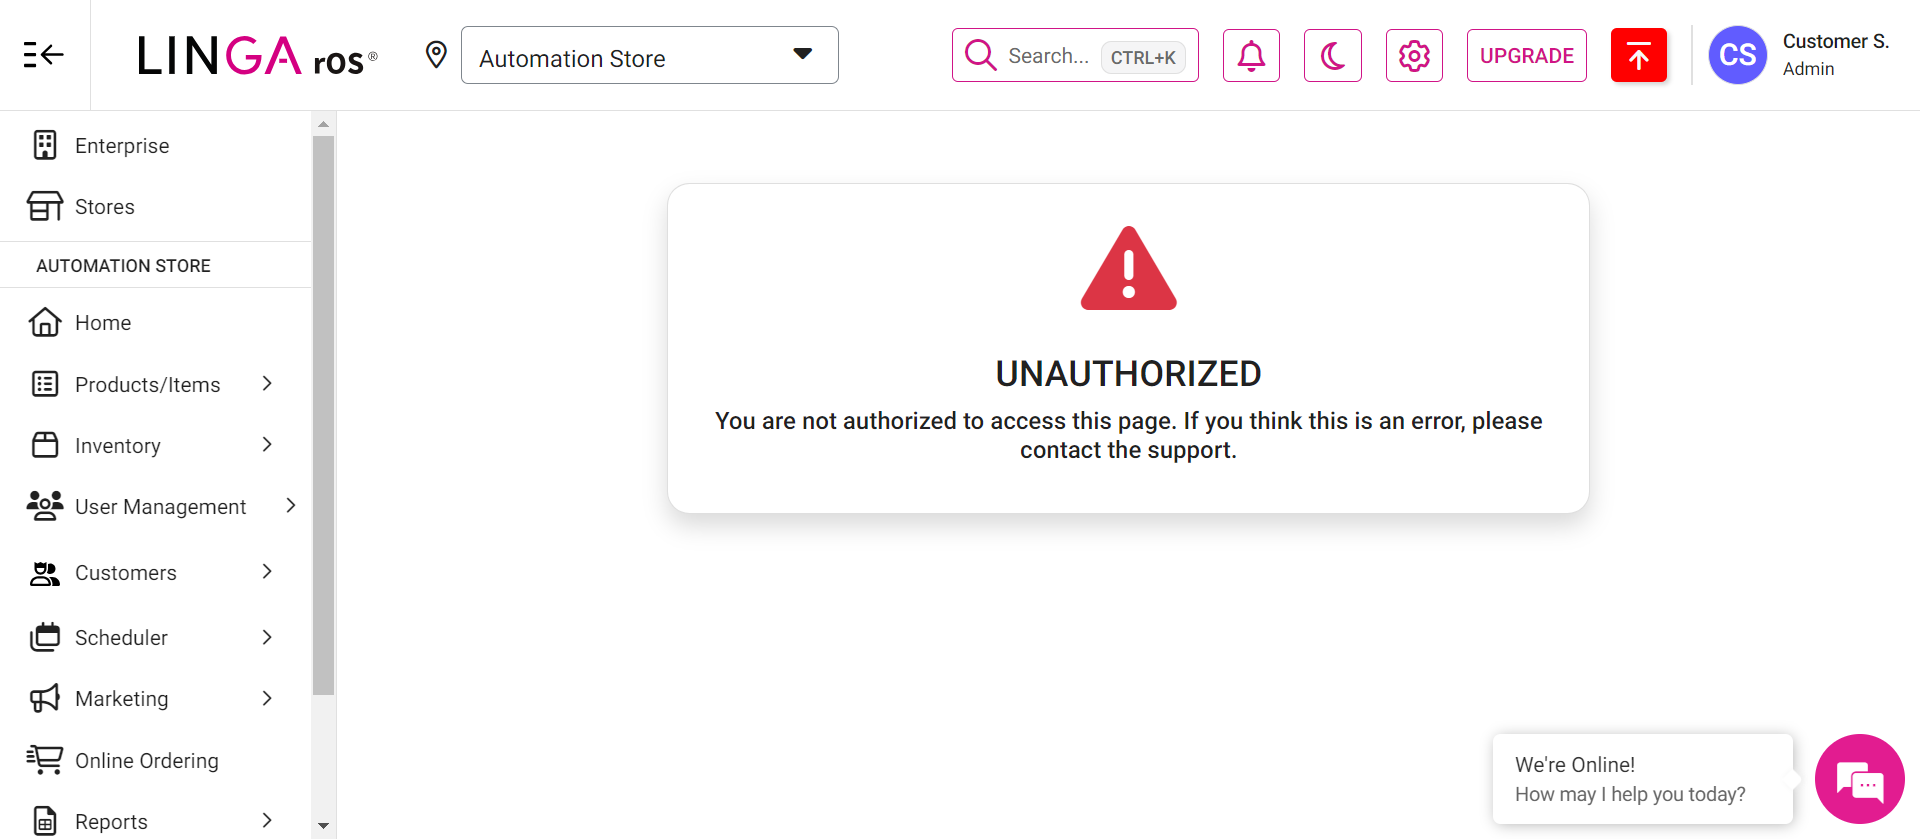 LINGA ros®
Automation Store
Search... CTRL+K
UPGRADE
CS
Customer S.
Admin
Enterprise
Stores
AUTOMATION STORE
Home
Products/Items
Inventory
User Management
Customers
Scheduler
Marketing
Online Ordering
Reports
UNAUTHORIZED
You are not authorized to access this page. If you think this is an error, please
contact the support.
We're Online!
How may I help you today?